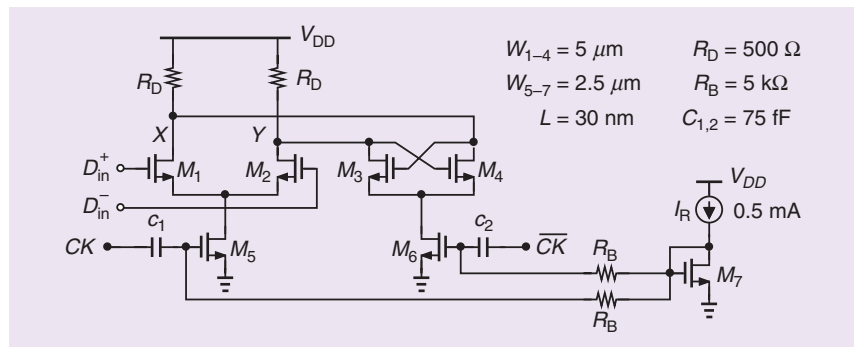 V_DD
W_1–4 = 5 μm
R_D = 500 Ω
R_D
R_D
W_5–7 = 2.5 μm
R_B = 5 kΩ
L = 30 nm
C_1,2 = 75 fF
X
Y
D_in^+
M_1
M_2
M_3
M_4
V_DD
D_in^−
I_R
0.5 mA
c_1
c_2
CK
M_5
M_6
C̅K̅
R_B
M_7
R_B